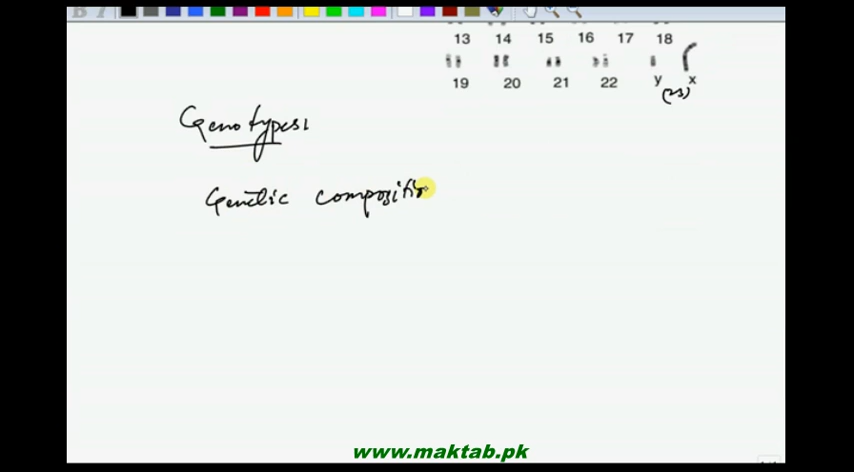 B I
13 14 15 16 17 18
19 20 21 22 y x
(23)
Genotypes:
Genetic compositio
www.maktab.pk